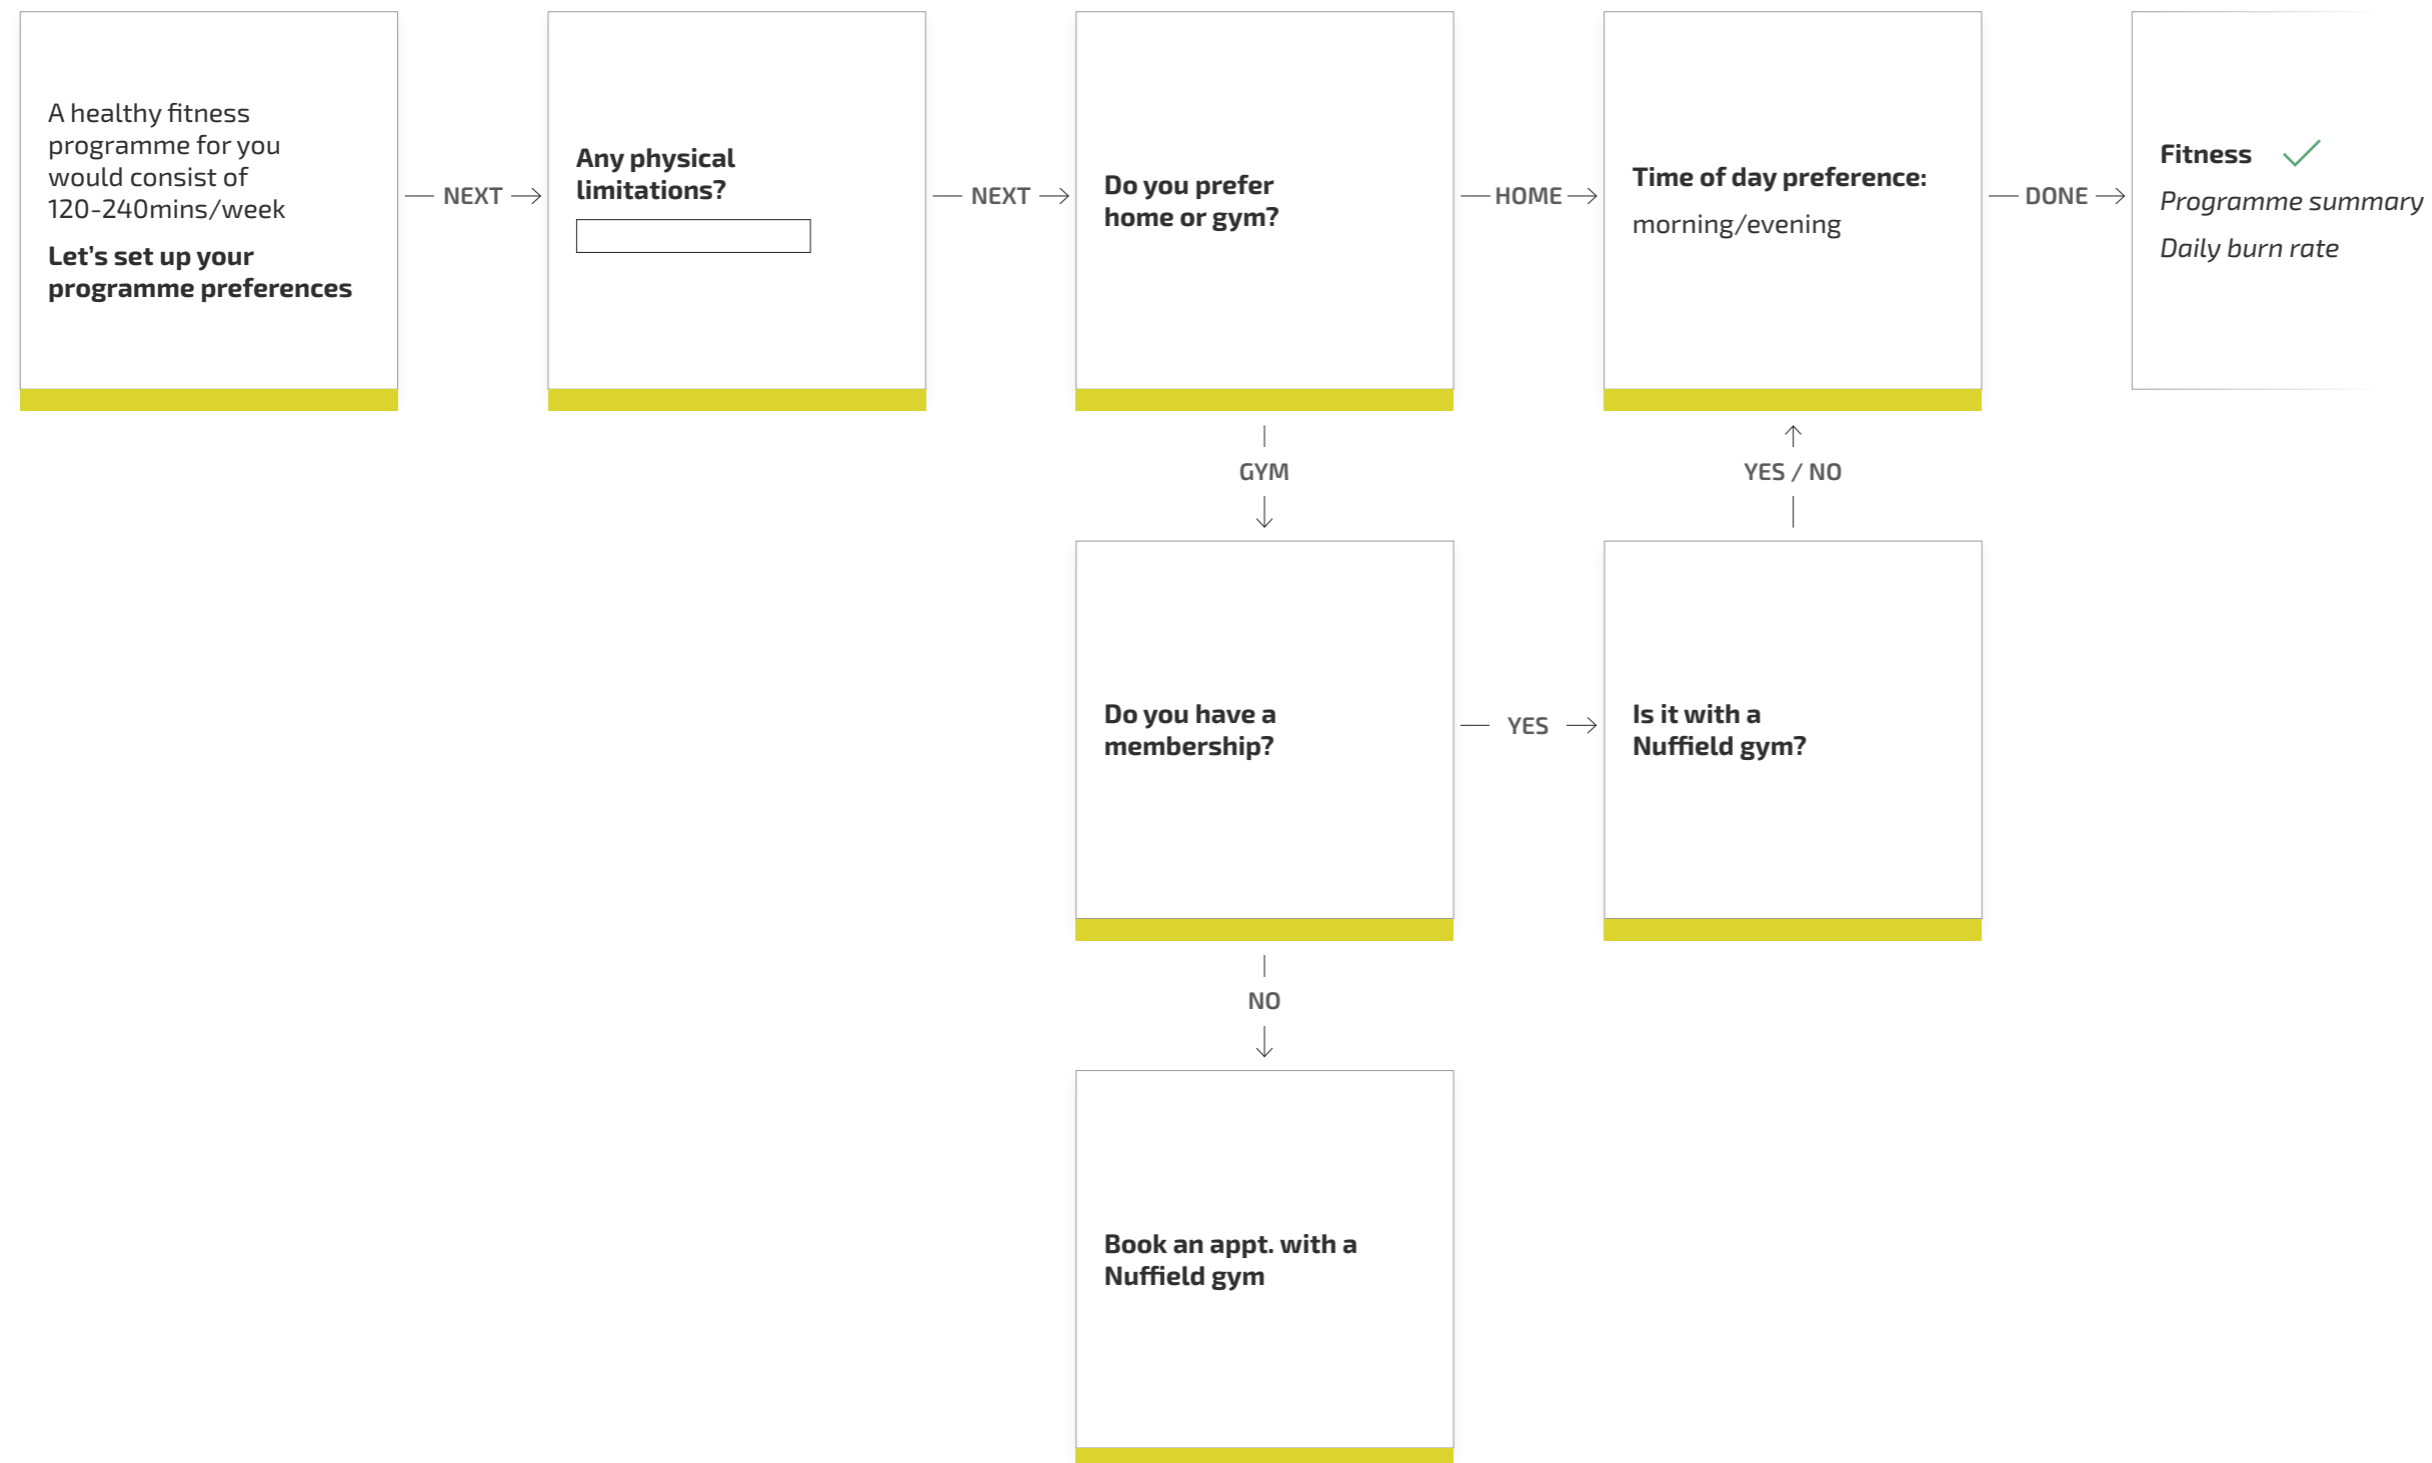 A healthy fitness
programme for you
would consist of
120-240mins/week
Let’s set up your
programme preferences
NEXT
Any physical
limitations?
NEXT
Do you prefer
home or gym?
HOME
Time of day preference:
morning/evening
DONE
Fitness
Programme summary
Daily burn rate
GYM
YES / NO
Do you have a
membership?
YES
Is it with a
Nuffield gym?
NO
Book an appt. with a
Nuffield gym